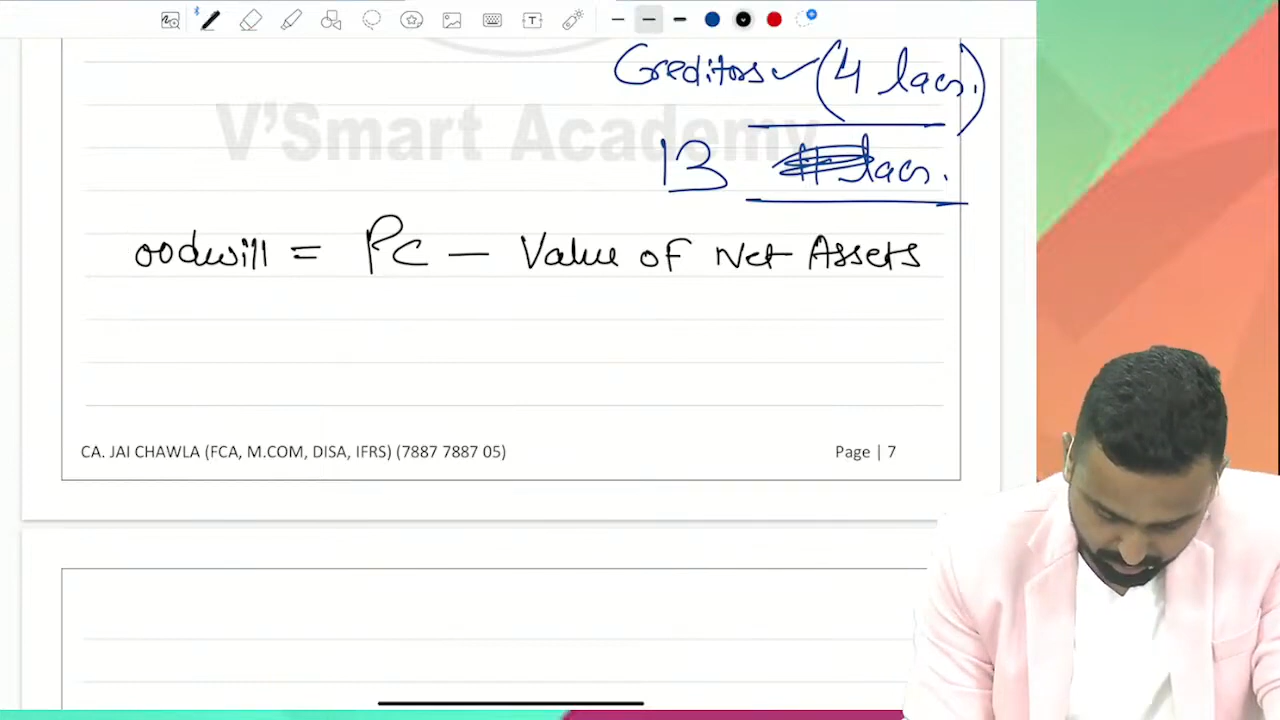 Creditors ✓ (4 lacs.)
V'Smart Academy
13 lacs.
oodwill = PC — Value of Net Assets
CA. JAI CHAWLA (FCA, M.COM, DISA, IFRS) (7887 7887 05)
Page | 7